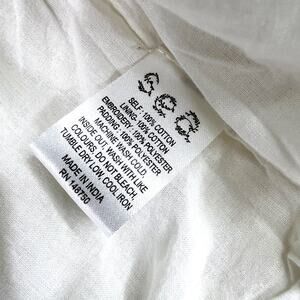 SELF : 100% COTTON
LINING : 100% COTTON
EMBROIDERY : 100% POLYESTER
PADDING : 100% POLYESTER
MACHINE WASH COLD,
INSIDE OUT, WASH WITH LIKE
COLOURS, DO NOT BLEACH,
TUMBLE DRY LOW, COOL IRON
MADE IN INDIA
RN 148750